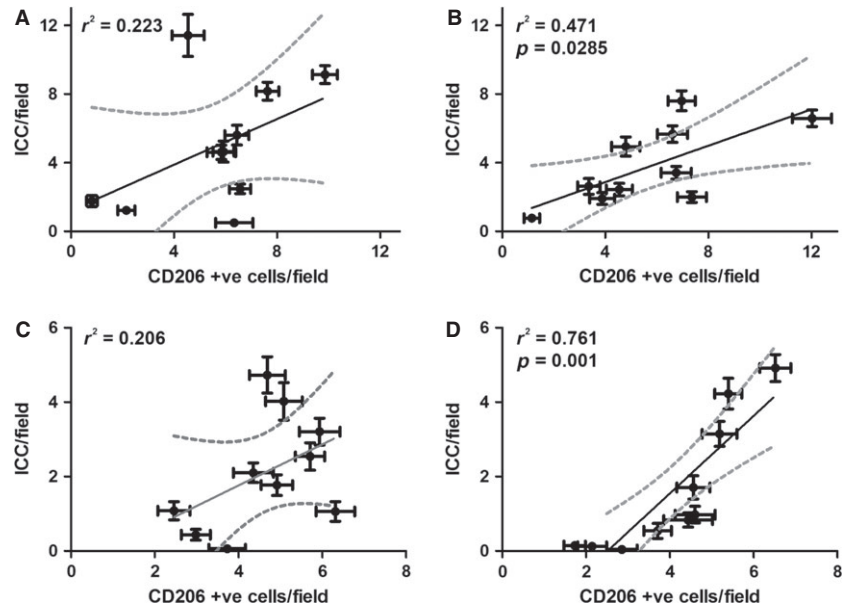 A
r² = 0.223
12
8
4
0
ICC/field
0 4 8 12
CD206 +ve cells/field
B
r² = 0.471
p = 0.0285
12
8
4
0
ICC/field
0 4 8 12
CD206 +ve cells/field
C
r² = 0.206
6
4
2
0
ICC/field
0 2 4 6 8
CD206 +ve cells/field
D
r² = 0.761
p = 0.001
6
4
2
0
ICC/field
0 2 4 6 8
CD206 +ve cells/field